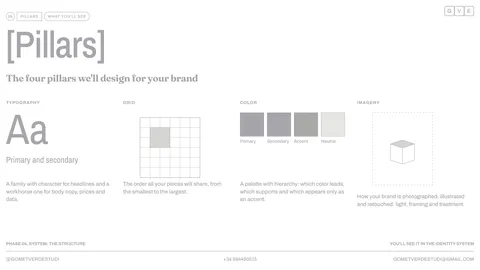 PILLARS
WHAT YOU'LL SEE
G V E
[Pillars]
The four pillars we'll design for your brand
TYPOGRAPHY
Aa
Primary and secondary
A family with character for headlines and a
workhorse one for body copy, prices and
data.
GRID
The order all your pieces will share, from
the smallest to the largest.
COLOR
Primary
Secondary
Accent
Neutral
A palette with hierarchy: which color leads,
which supports and which appears only as
an accent.
IMAGERY
How your brand is photographed, illustrated
and retouched: light, framing and treatment.
PHASE 04. SYSTEM, THE STRUCTURE
YOU'LL SEE IT IN THE IDENTITY SYSTEM
@GOMETVERDESTUDI
GOMETVERDESTUDI@GMAIL.COM